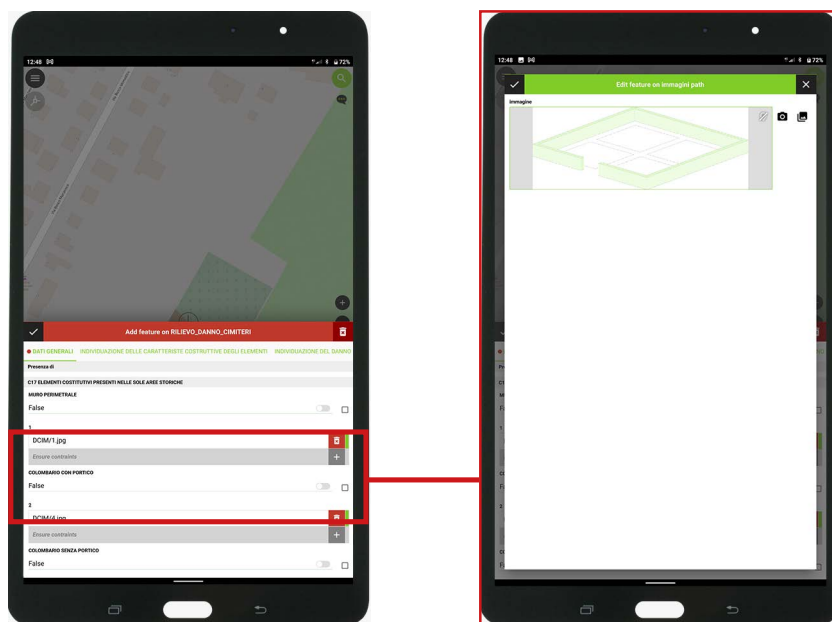 12:48
72%
Via Nuova Poggioreale
Add feature on RILIEVO_DANNO_CIMITERI
DATI GENERALI INDIVIDUAZIONE DELLE CARATTERISTE COSTRUTTIVE DEGLI ELEMENTI INDIVIDUAZIONE DEL DANNO
Presenza di
C17 ELEMENTI COSTITUTIVI PRESENTI NELLE SOLE AREE STORICHE
MURO PERIMETRALE
False
1
DCIM/1.jpg
Ensure contraints
COLOMBARIO CON PORTICO
False
2
DCIM/4.jpg
Ensure contraints
COLOMBARIO SENZA PORTICO
False
12:48
72%
Edit feature on immagini path
Immagine